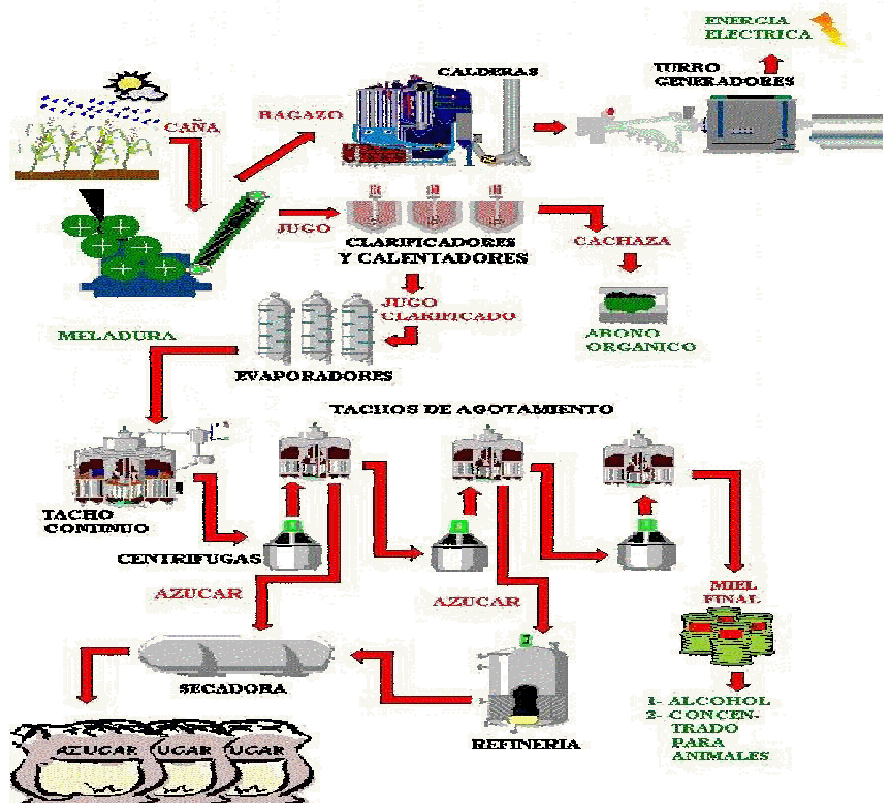 ENERGIA
ELECTRICA
CALDERAS
TURBO
GENERADORES
BAGAZO
CAÑA
JUGO
CLARIFICADORES
Y CALENTADORES
CACHAZA
JUGO
CLARIFICADO
MELADURA
ABONO
ORGANICO
EVAPORADORES
TACHOS DE AGOTAMIENTO
TACHO
CONTINUO
CENTRIFUGAS
AZUCAR
AZUCAR
MIEL
FINAL
SECADORA
REFINERIA
1- ALCOHOL
2- CONCEN-
TRADO
PARA
ANIMALES
AZUGAR UGAR UGAR